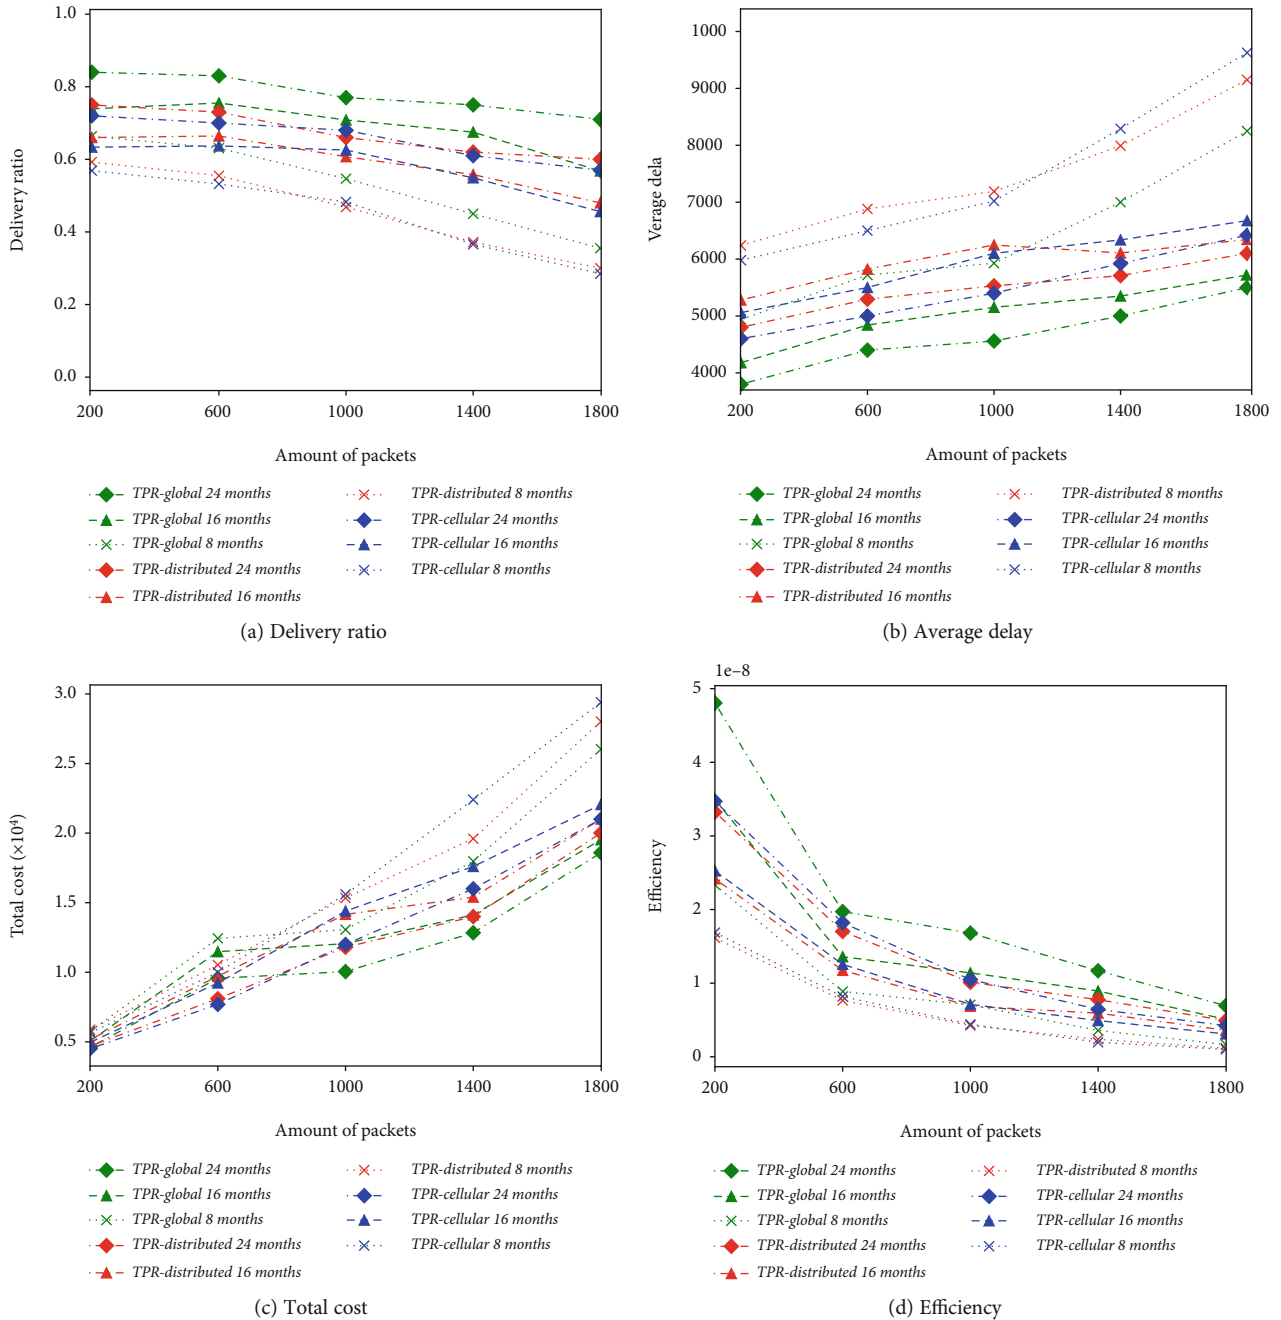 1.0
0.8
0.6
0.4
0.2
0.0
Delivery ratio
200 600 1000 1400 1800
Amount of packets
TPR-global 24 months
TPR-global 16 months
TPR-global 8 months
TPR-distributed 24 months
TPR-distributed 16 months
TPR-distributed 8 months
TPR-cellular 24 months
TPR-cellular 16 months
TPR-cellular 8 months
(a) Delivery ratio
1000
9000
8000
7000
6000
5000
4000
Verage dela
200 600 1000 1400 1800
Amount of packets
TPR-global 24 months
TPR-global 16 months
TPR-global 8 months
TPR-distributed 24 months
TPR-distributed 16 months
TPR-distributed 8 months
TPR-cellular 24 months
TPR-cellular 16 months
TPR-cellular 8 months
(b) Average delay
3.0
2.5
2.0
1.5
1.0
0.5
Total cost (×10⁴)
200 600 1000 1400 1800
Amount of packets
TPR-global 24 months
TPR-global 16 months
TPR-global 8 months
TPR-distributed 24 months
TPR-distributed 16 months
TPR-distributed 8 months
TPR-cellular 24 months
TPR-cellular 16 months
TPR-cellular 8 months
(c) Total cost
1e–8
5
4
3
2
1
0
Efficiency
200 600 1000 1400 1800
Amount of packets
TPR-global 24 months
TPR-global 16 months
TPR-global 8 months
TPR-distributed 24 months
TPR-distributed 16 months
TPR-distributed 8 months
TPR-cellular 24 months
TPR-cellular 16 months
TPR-cellular 8 months
(d) Efficiency